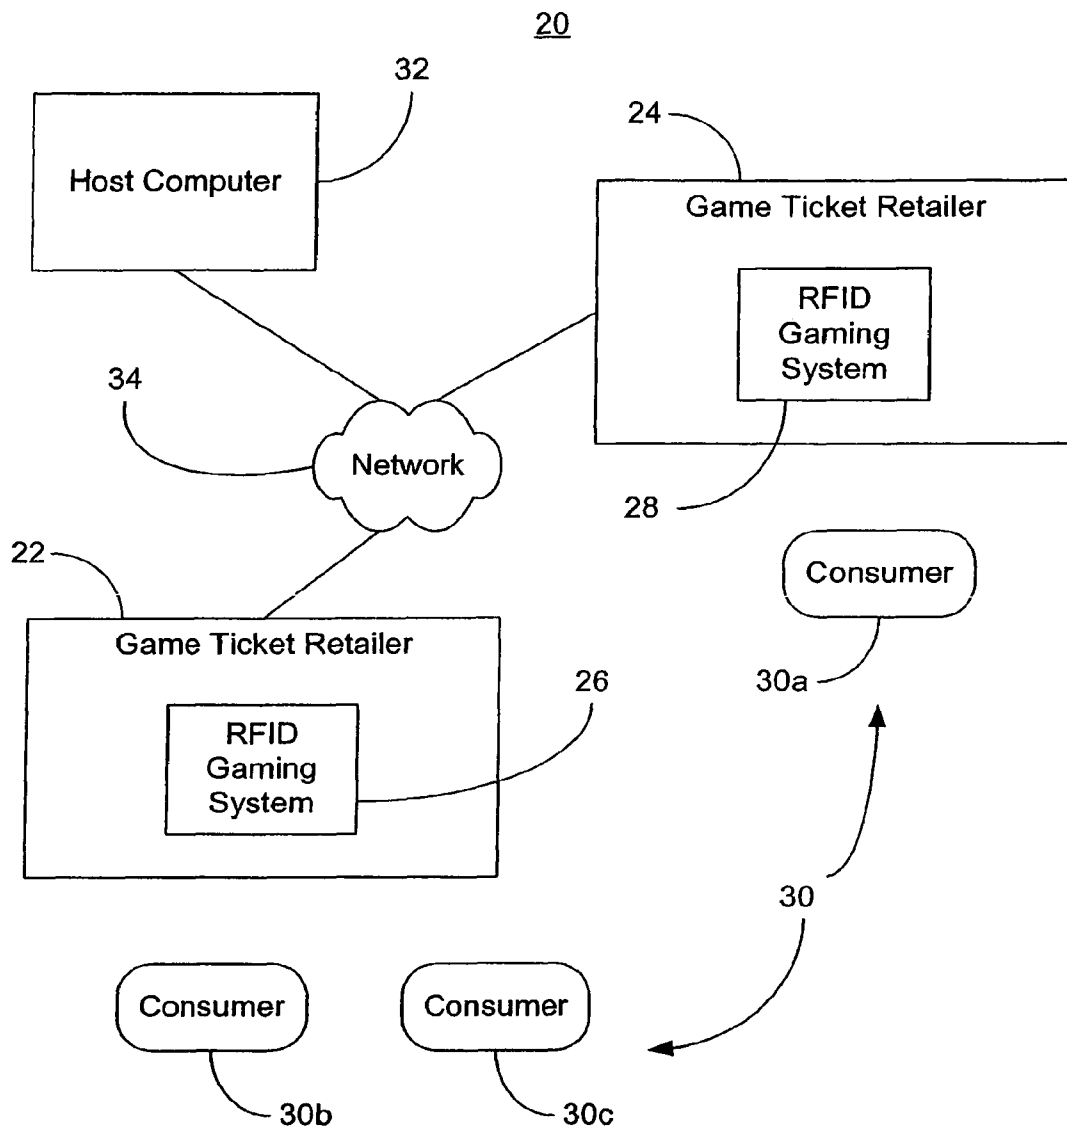 20
32
Host Computer
24
Game Ticket Retailer
RFID
Gaming
System
34
Network
28
22
Consumer
Game Ticket Retailer
30a
26
RFID
Gaming
System
30
Consumer
Consumer
30b
30c